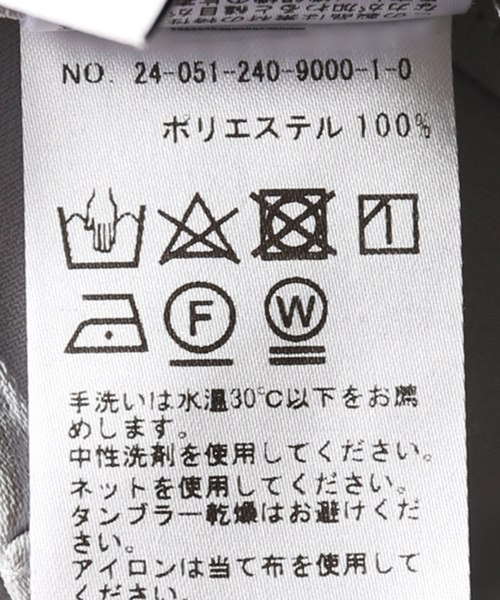 NO. 24-051-240-9000-1-0
ポリエステル 100%
F
W
手洗いは水温30℃以下をお薦
めします。
中性洗剤を使用してください。
ネットを使用してください。
タンブラー乾燥はお避けくだ
さい。
アイロンは当て布を使用して
ください。